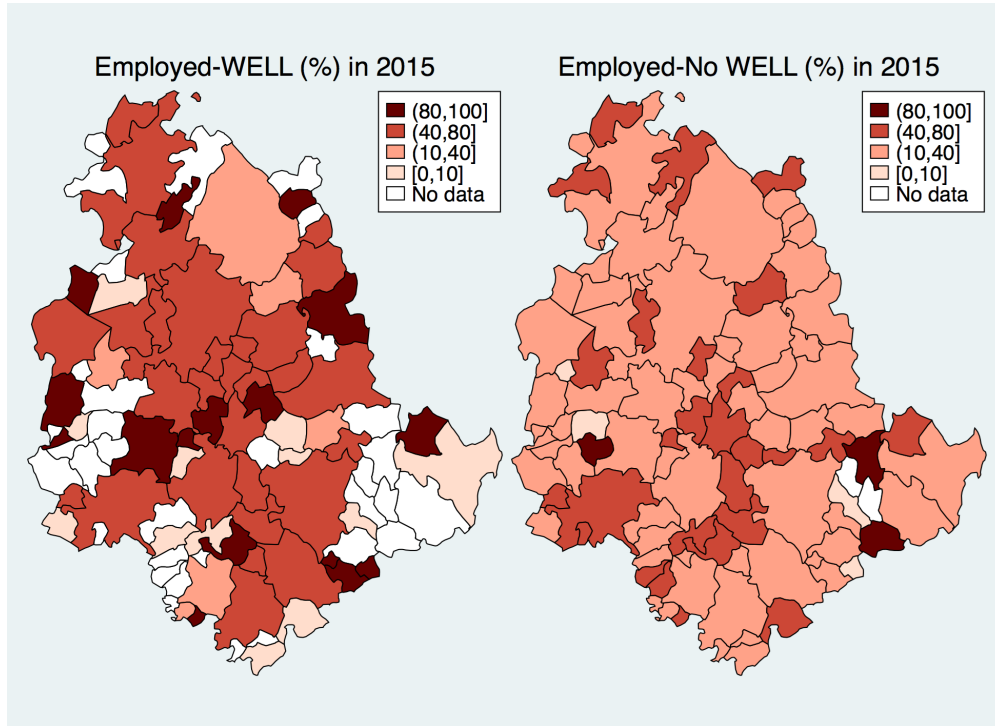 Employed-WELL (%) in 2015
(80,100]
(40,80]
(10,40]
[0,10]
No data
Employed-No WELL (%) in 2015
(80,100]
(40,80]
(10,40]
[0,10]
No data